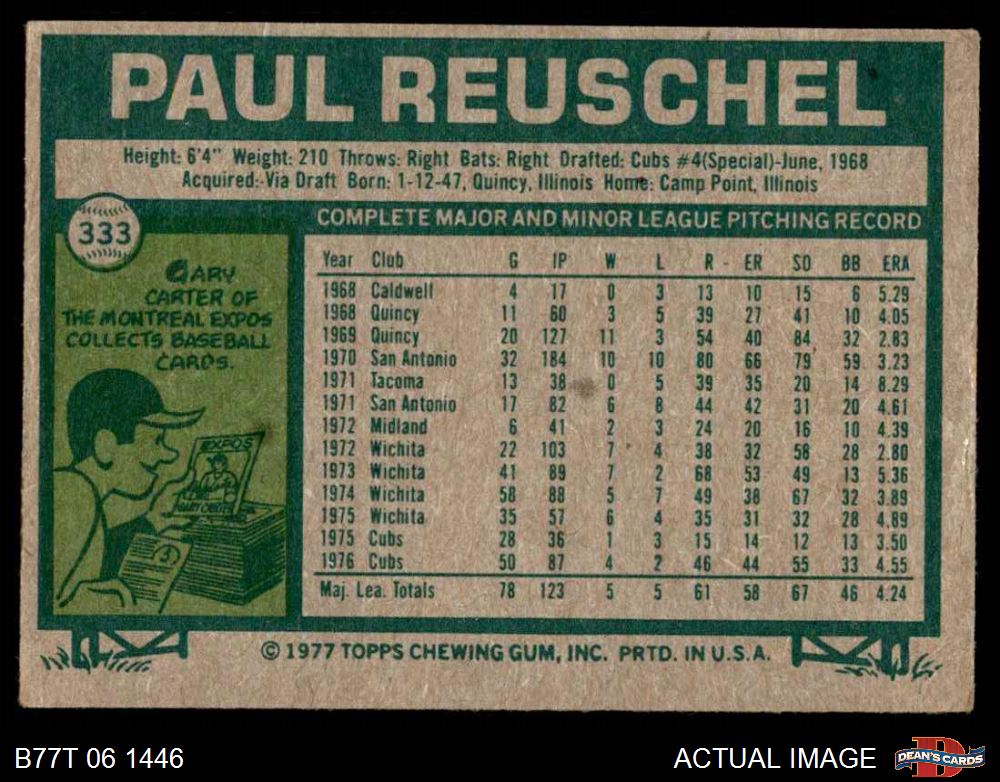 PAUL REUSCHEL
Height: 6'4" Weight: 210 Throws: Right Bats: Right Drafted: Cubs #4(Special)-June, 1968
Acquired: Via Draft Born: 1-12-47, Quincy, Illinois Home: Camp Point, Illinois
333
COMPLETE MAJOR AND MINOR LEAGUE PITCHING RECORD
GARY
CARTER OF
THE MONTREAL EXPOS
COLLECTS BASEBALL
CARDS.
EXPOS
GARY CARTER
3
Year Club G IP W L R ER SO BB ERA
1968 Caldwell 4 17 0 3 13 10 15 6 5.29
1968 Quincy 11 60 3 5 39 27 41 10 4.05
1969 Quincy 20 127 11 3 54 40 84 32 2.83
1970 San Antonio 32 184 10 10 80 66 79 59 3.23
1971 Tacoma 13 38 0 5 39 35 20 14 8.29
1971 San Antonio 17 82 6 8 44 42 31 20 4.61
1972 Midland 6 41 2 3 24 20 16 10 4.39
1972 Wichita 22 103 7 4 38 32 58 28 2.80
1973 Wichita 41 89 7 2 68 53 49 13 5.36
1974 Wichita 58 88 5 7 49 38 67 32 3.89
1975 Wichita 35 57 6 4 35 31 32 28 4.89
1975 Cubs 28 36 1 3 15 14 12 13 3.50
1976 Cubs 50 87 4 2 46 44 55 33 4.55
Maj. Lea. Totals 78 123 5 5 61 58 67 46 4.24
© 1977 TOPPS CHEWING GUM, INC. PRTD. IN U.S.A.
B77T 06 1446
ACTUAL IMAGE
D
DEAN'S CARDS